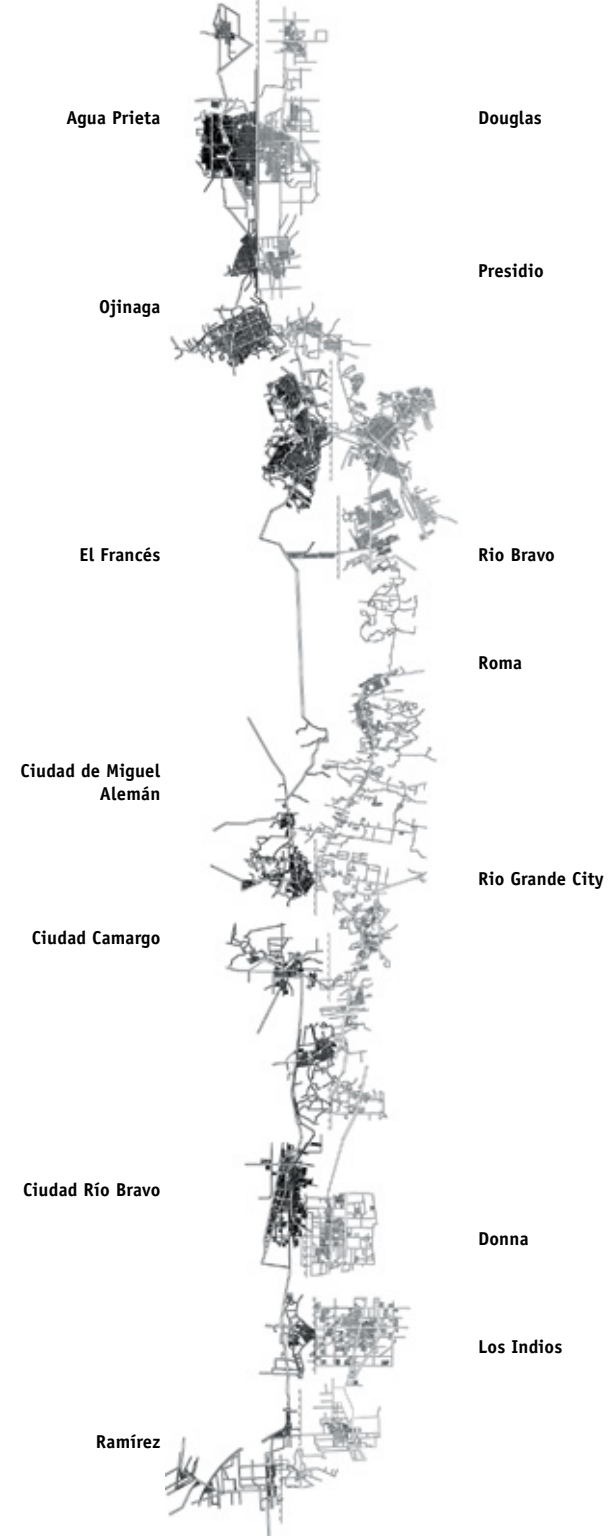 Agua Prieta
Douglas
Presidio
Ojinaga
El Francés
Rio Bravo
Roma
Ciudad de Miguel
Alemán
Rio Grande City
Ciudad Camargo
Ciudad Río Bravo
Donna
Los Indios
Ramírez